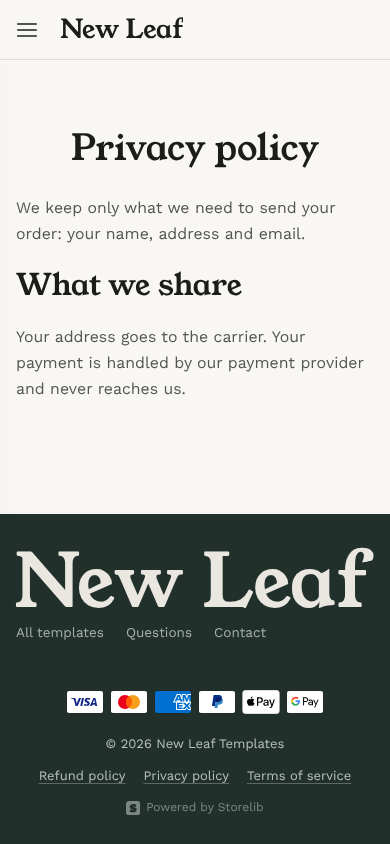 New Leaf
Privacy policy
We keep only what we need to send your
order: your name, address and email.
What we share
Your address goes to the carrier. Your
payment is handled by our payment provider
and never reaches us.
New Leaf
All templates Questions Contact
VISA AMEX Pay G Pay
© 2026 New Leaf Templates
Refund policy Privacy policy Terms of service
Powered by Storelib